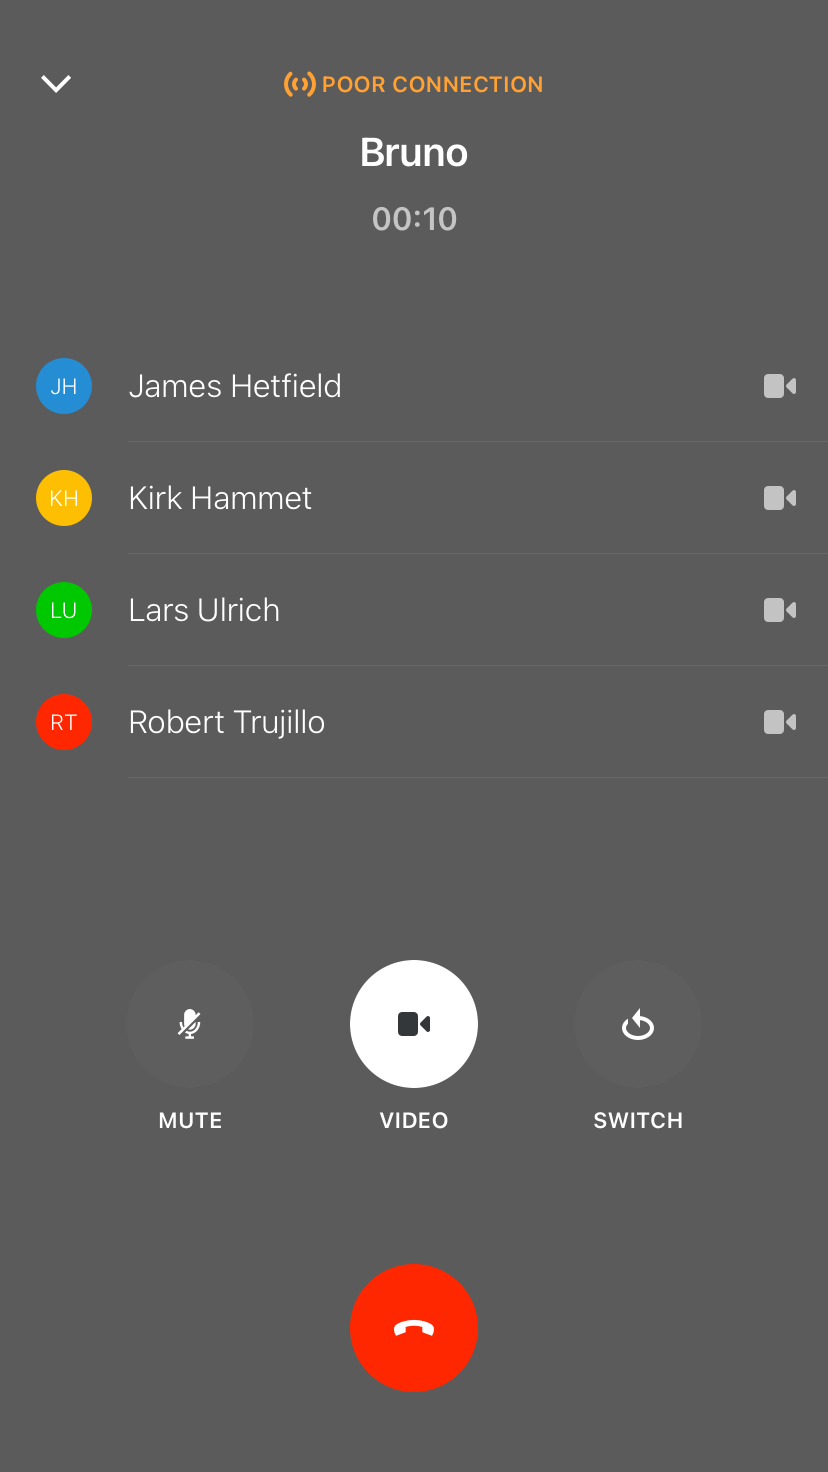 POOR CONNECTION
Bruno
00:10
JH James Hetfield
KH Kirk Hammet
LU Lars Ulrich
RT Robert Trujillo
MUTE VIDEO SWITCH